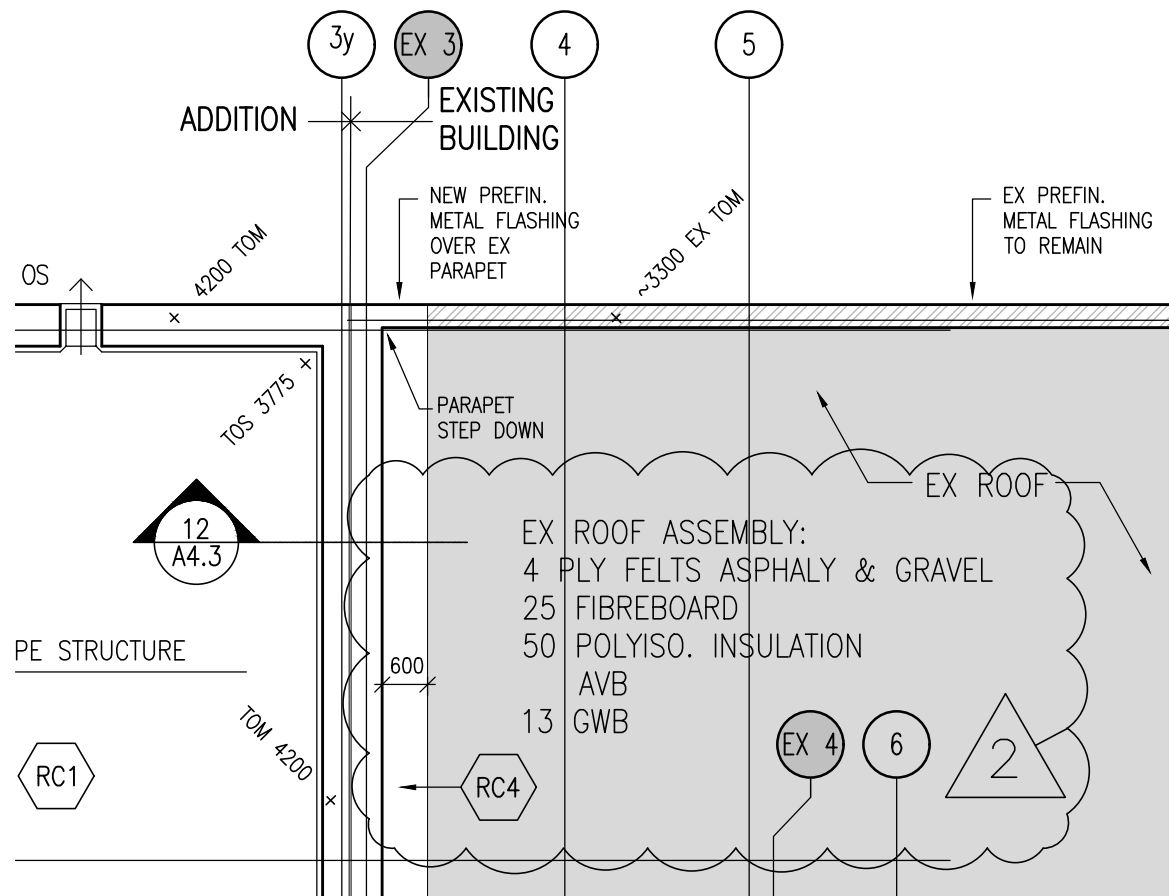 3y
EX 3
4
5
ADDITION
EXISTING
BUILDING
NEW PREFIN.
METAL FLASHING
OVER EX
PARAPET
4200 TOM
~3300 EX TOM
EX PREFIN.
METAL FLASHING
TO REMAIN
OS
TOS 3775
PARAPET
STEP DOWN
EX ROOF
12
A4.3
EX ROOF ASSEMBLY:
4 PLY FELTS ASPHALY & GRAVEL
25 FIBREBOARD
50 POLYISO. INSULATION
AVB
13 GWB
PE STRUCTURE
600
TOM 4200
EX 4
6
2
RC1
RC4